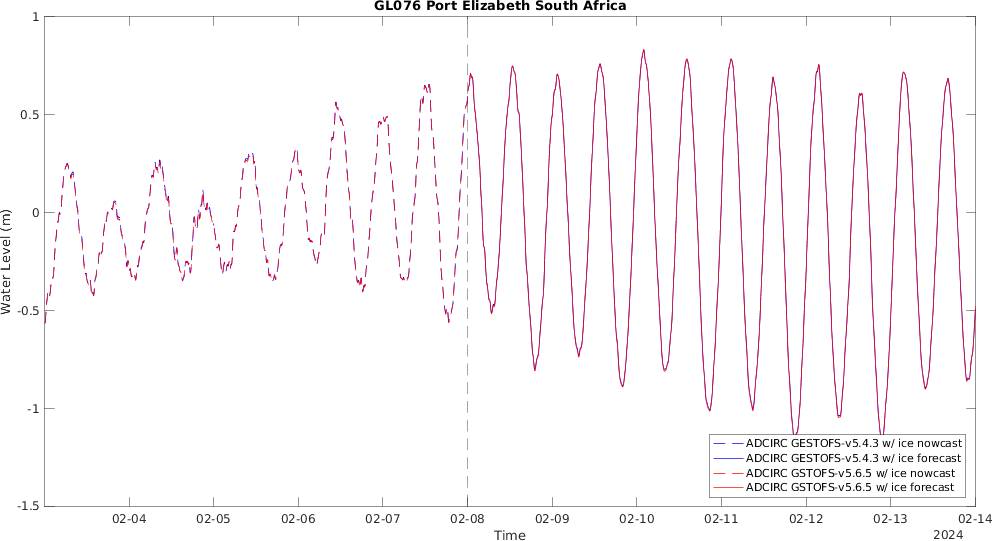 GL076 Port Elizabeth South Africa
Water Level (m)
1
0.5
0
-0.5
-1
-1.5
ADCIRC GESTOFS-v5.4.3 w/ ice nowcast
ADCIRC GESTOFS-v5.4.3 w/ ice forecast
ADCIRC GSTOFS-v5.6.5 w/ ice nowcast
ADCIRC GSTOFS-v5.6.5 w/ ice forecast
02-04 02-05 02-06 02-07 02-08 02-09 02-10 02-11 02-12 02-13 02-14
Time
2024